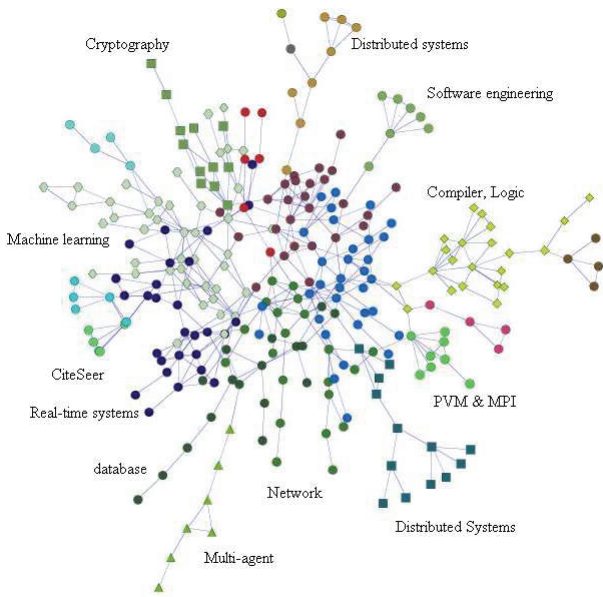 Cryptography
Distributed systems
Software engineering
Compiler, Logic
Machine learning
CiteSeer
Real-time systems
PVM & MPI
database
Network
Distributed Systems
Multi-agent